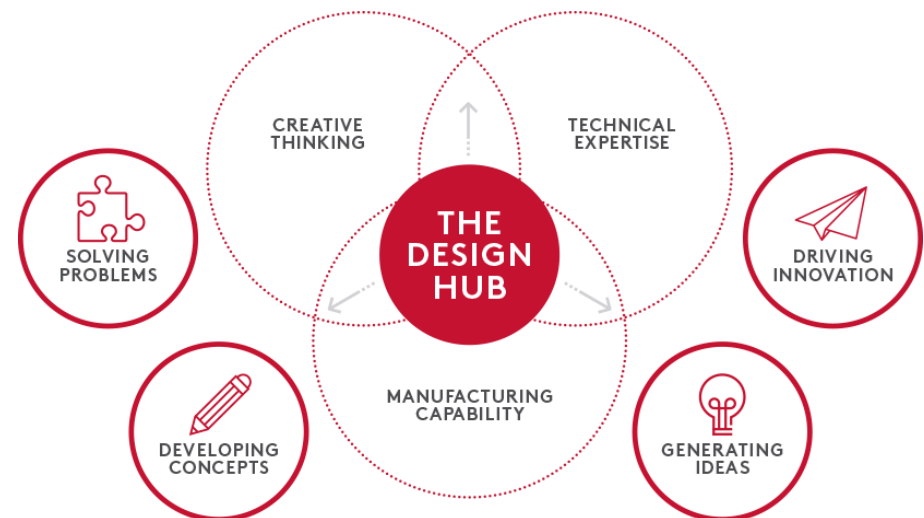 CREATIVE
THINKING
TECHNICAL
EXPERTISE
SOLVING
PROBLEMS
THE
DESIGN
HUB
DRIVING
INNOVATION
MANUFACTURING
CAPABILITY
DEVELOPING
CONCEPTS
GENERATING
IDEAS